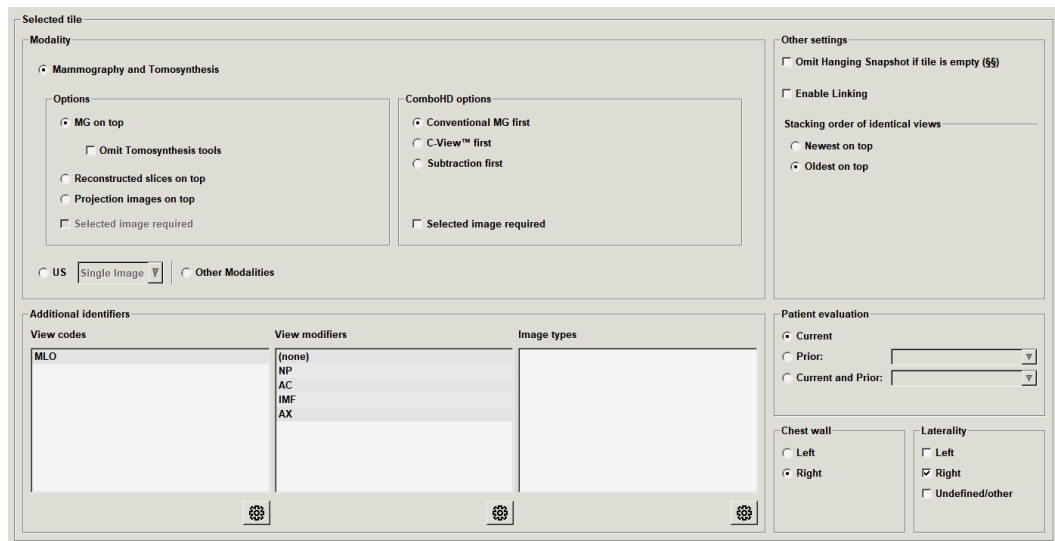 Selected tile
Modality
Mammography and Tomosynthesis
Options
MG on top
Omit Tomosynthesis tools
Reconstructed slices on top
Projection images on top
Selected image required
ComboHD options
Conventional MG first
C-View™ first
Subtraction first
Selected image required
US Single Image Other Modalities
Other settings
Omit Hanging Snapshot if tile is empty (§§)
Enable Linking
Stacking order of identical views
Newest on top
Oldest on top
Additional identifiers
View codes
MLO
View modifiers
(none)
NP
AC
IMF
AX
Image types
Patient evaluation
Current
Prior:
Current and Prior:
Chest wall
Left
Right
Laterality
Left
Right
Undefined/other